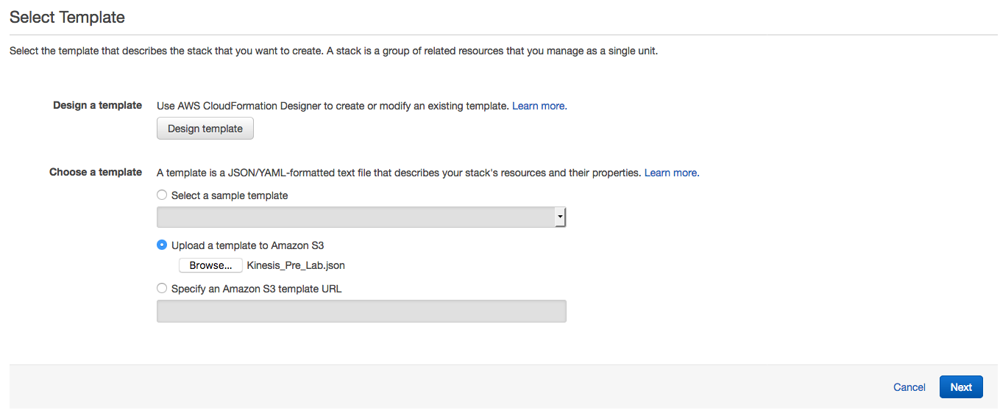 Select Template
Select the template that describes the stack that you want to create. A stack is a group of related resources that you manage as a single unit.
Design a template
Use AWS CloudFormation Designer to create or modify an existing template. Learn more.
Design template
Choose a template
A template is a JSON/YAML-formatted text file that describes your stack's resources and their properties. Learn more.
Select a sample template
Upload a template to Amazon S3
Browse... Kinesis_Pre_Lab.json
Specify an Amazon S3 template URL
Cancel Next